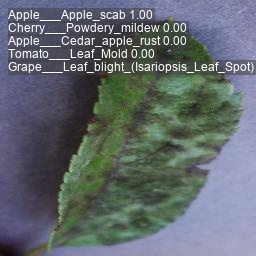 Apple___Apple_scab 1.00
Cherry___Powdery_mildew 0.00
Apple___Cedar_apple_rust 0.00
Tomato___Leaf_Mold 0.00
Grape___Leaf_blight_(Isariopsis_Leaf_Spot)